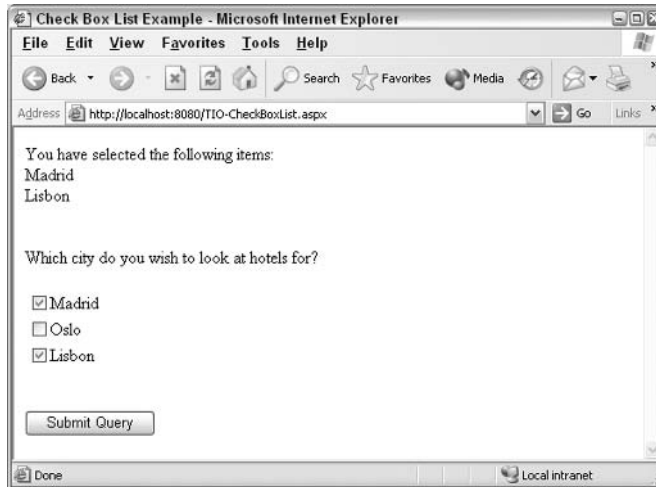 Check Box List Example - Microsoft Internet Explorer
File Edit View Favorites Tools Help
Back Search Favorites Media
Address http://localhost:8080/TIO-CheckBoxList.aspx Go Links
You have selected the following items:
Madrid
Lisbon
Which city do you wish to look at hotels for?
Madrid
Oslo
Lisbon
Submit Query
Done Local intranet